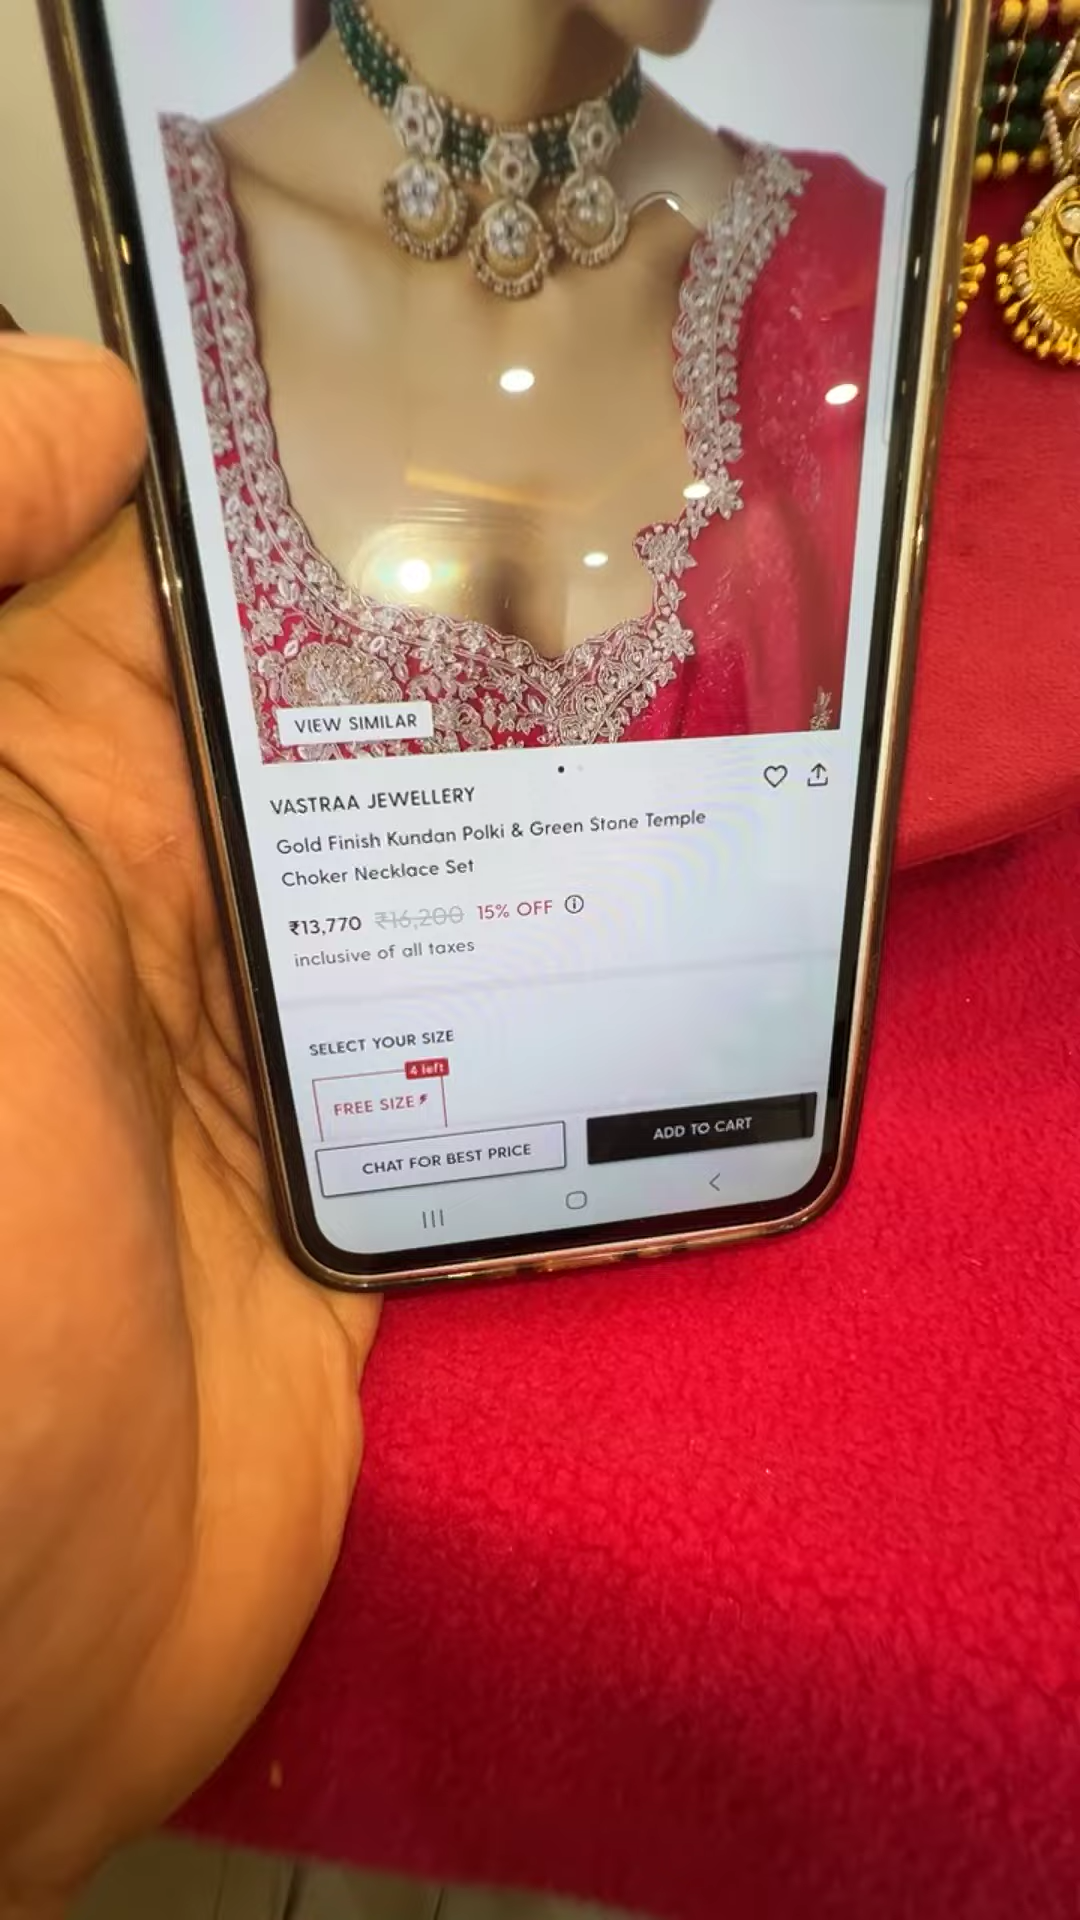 VIEW SIMILAR
VASTRAA JEWELLERY
Gold Finish Kundan Polki & Green Stone Temple
Choker Necklace Set
₹13,770 ₹16,200 15% OFF
inclusive of all taxes
SELECT YOUR SIZE
4 left
FREE SIZE
CHAT FOR BEST PRICE
ADD TO CART